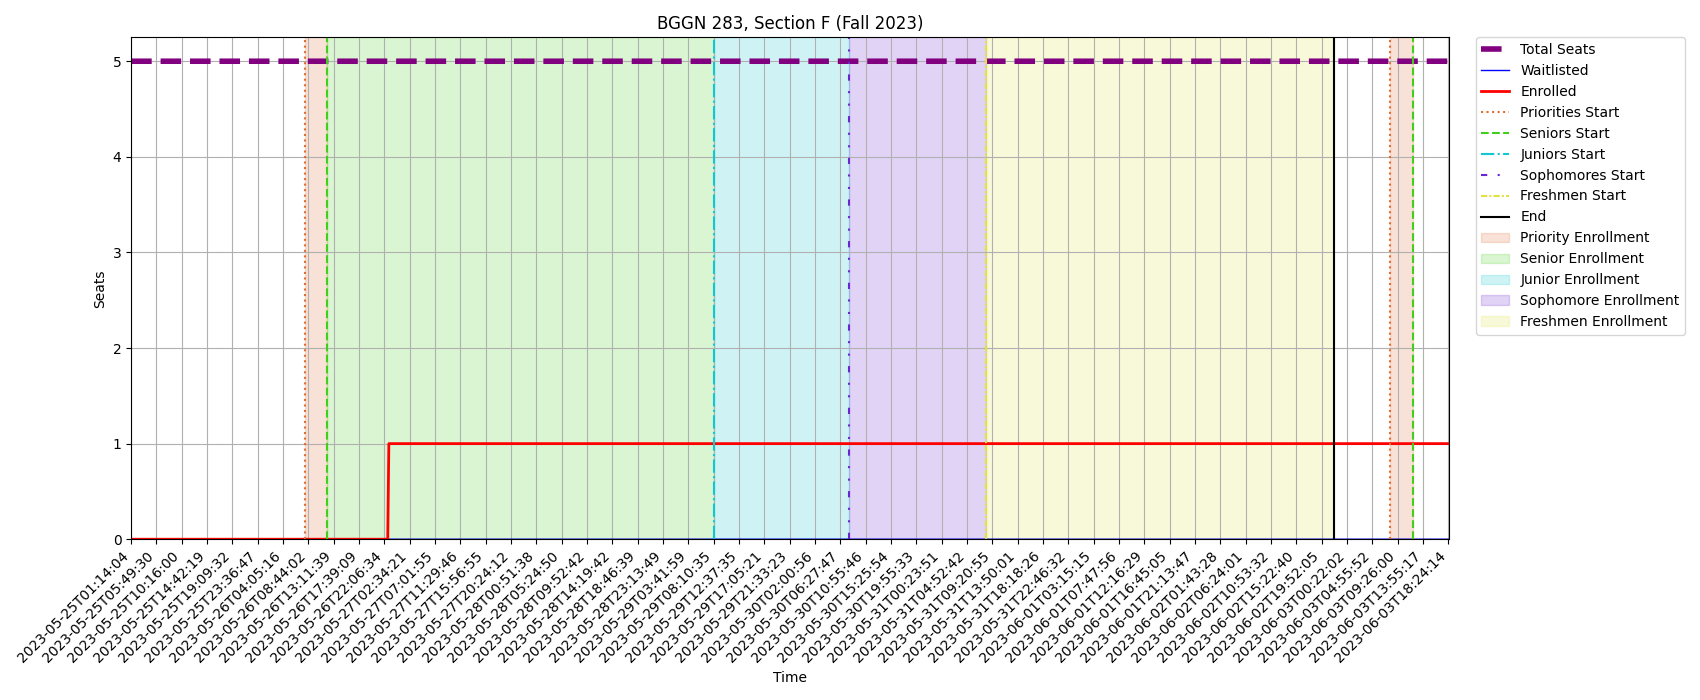 BGGN 283, Section F (Fall 2023)
Seats
5
4
3
2
1
0
2023-05-25T01:14:04
2023-05-25T05:49:30
2023-05-25T10:16:00
2023-05-25T14:42:19
2023-05-25T19:09:32
2023-05-25T23:36:47
2023-05-26T04:05:16
2023-05-26T08:44:02
2023-05-26T13:11:39
2023-05-26T17:39:09
2023-05-26T22:06:34
2023-05-27T02:34:21
2023-05-27T07:01:55
2023-05-27T11:29:46
2023-05-27T15:56:55
2023-05-27T20:24:12
2023-05-28T00:51:38
2023-05-28T05:24:50
2023-05-28T09:52:42
2023-05-28T14:19:42
2023-05-28T18:46:39
2023-05-28T23:13:49
2023-05-29T03:41:59
2023-05-29T08:10:35
2023-05-29T12:37:35
2023-05-29T17:05:21
2023-05-29T21:33:23
2023-05-30T02:00:56
2023-05-30T06:27:47
2023-05-30T10:55:46
2023-05-30T15:25:54
2023-05-30T19:55:33
2023-05-31T00:23:51
2023-05-31T04:52:42
2023-05-31T09:20:55
2023-05-31T13:50:01
2023-05-31T18:18:26
2023-05-31T22:46:32
2023-06-01T03:15:15
2023-06-01T07:47:56
2023-06-01T12:16:29
2023-06-01T16:45:05
2023-06-01T21:13:47
2023-06-02T01:43:28
2023-06-02T06:24:01
2023-06-02T10:53:32
2023-06-02T15:22:40
2023-06-02T19:52:05
2023-06-03T00:22:02
2023-06-03T04:55:52
2023-06-03T09:26:00
2023-06-03T13:55:17
2023-06-03T18:24:14
Time
Total Seats
Waitlisted
Enrolled
Priorities Start
Seniors Start
Juniors Start
Sophomores Start
Freshmen Start
End
Priority Enrollment
Senior Enrollment
Junior Enrollment
Sophomore Enrollment
Freshmen Enrollment